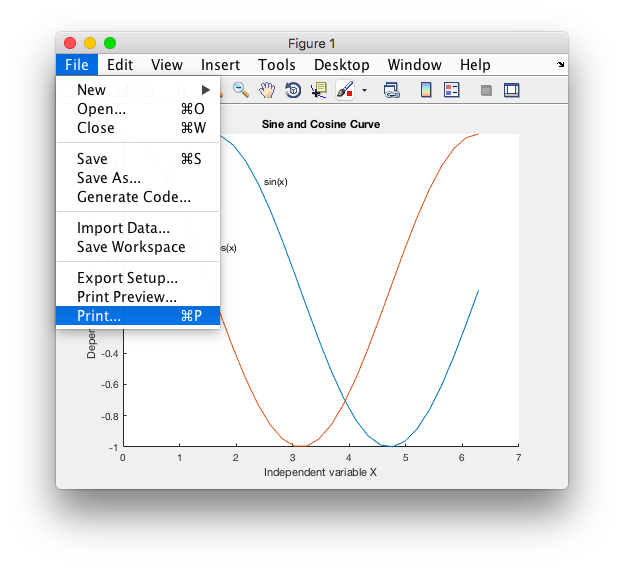 Figure 1
File Edit View Insert Tools Desktop Window Help
New
Open... ⌘O
Close ⌘W
Save ⌘S
Save As...
Generate Code...
Import Data...
Save Workspace
Export Setup...
Print Preview...
Print... ⌘P
Sine and Cosine Curve
sin(x)
s(x)
Depe
-0.4
-0.6
-0.8
-1
0 1 2 3 4 5 6 7
Independent variable X